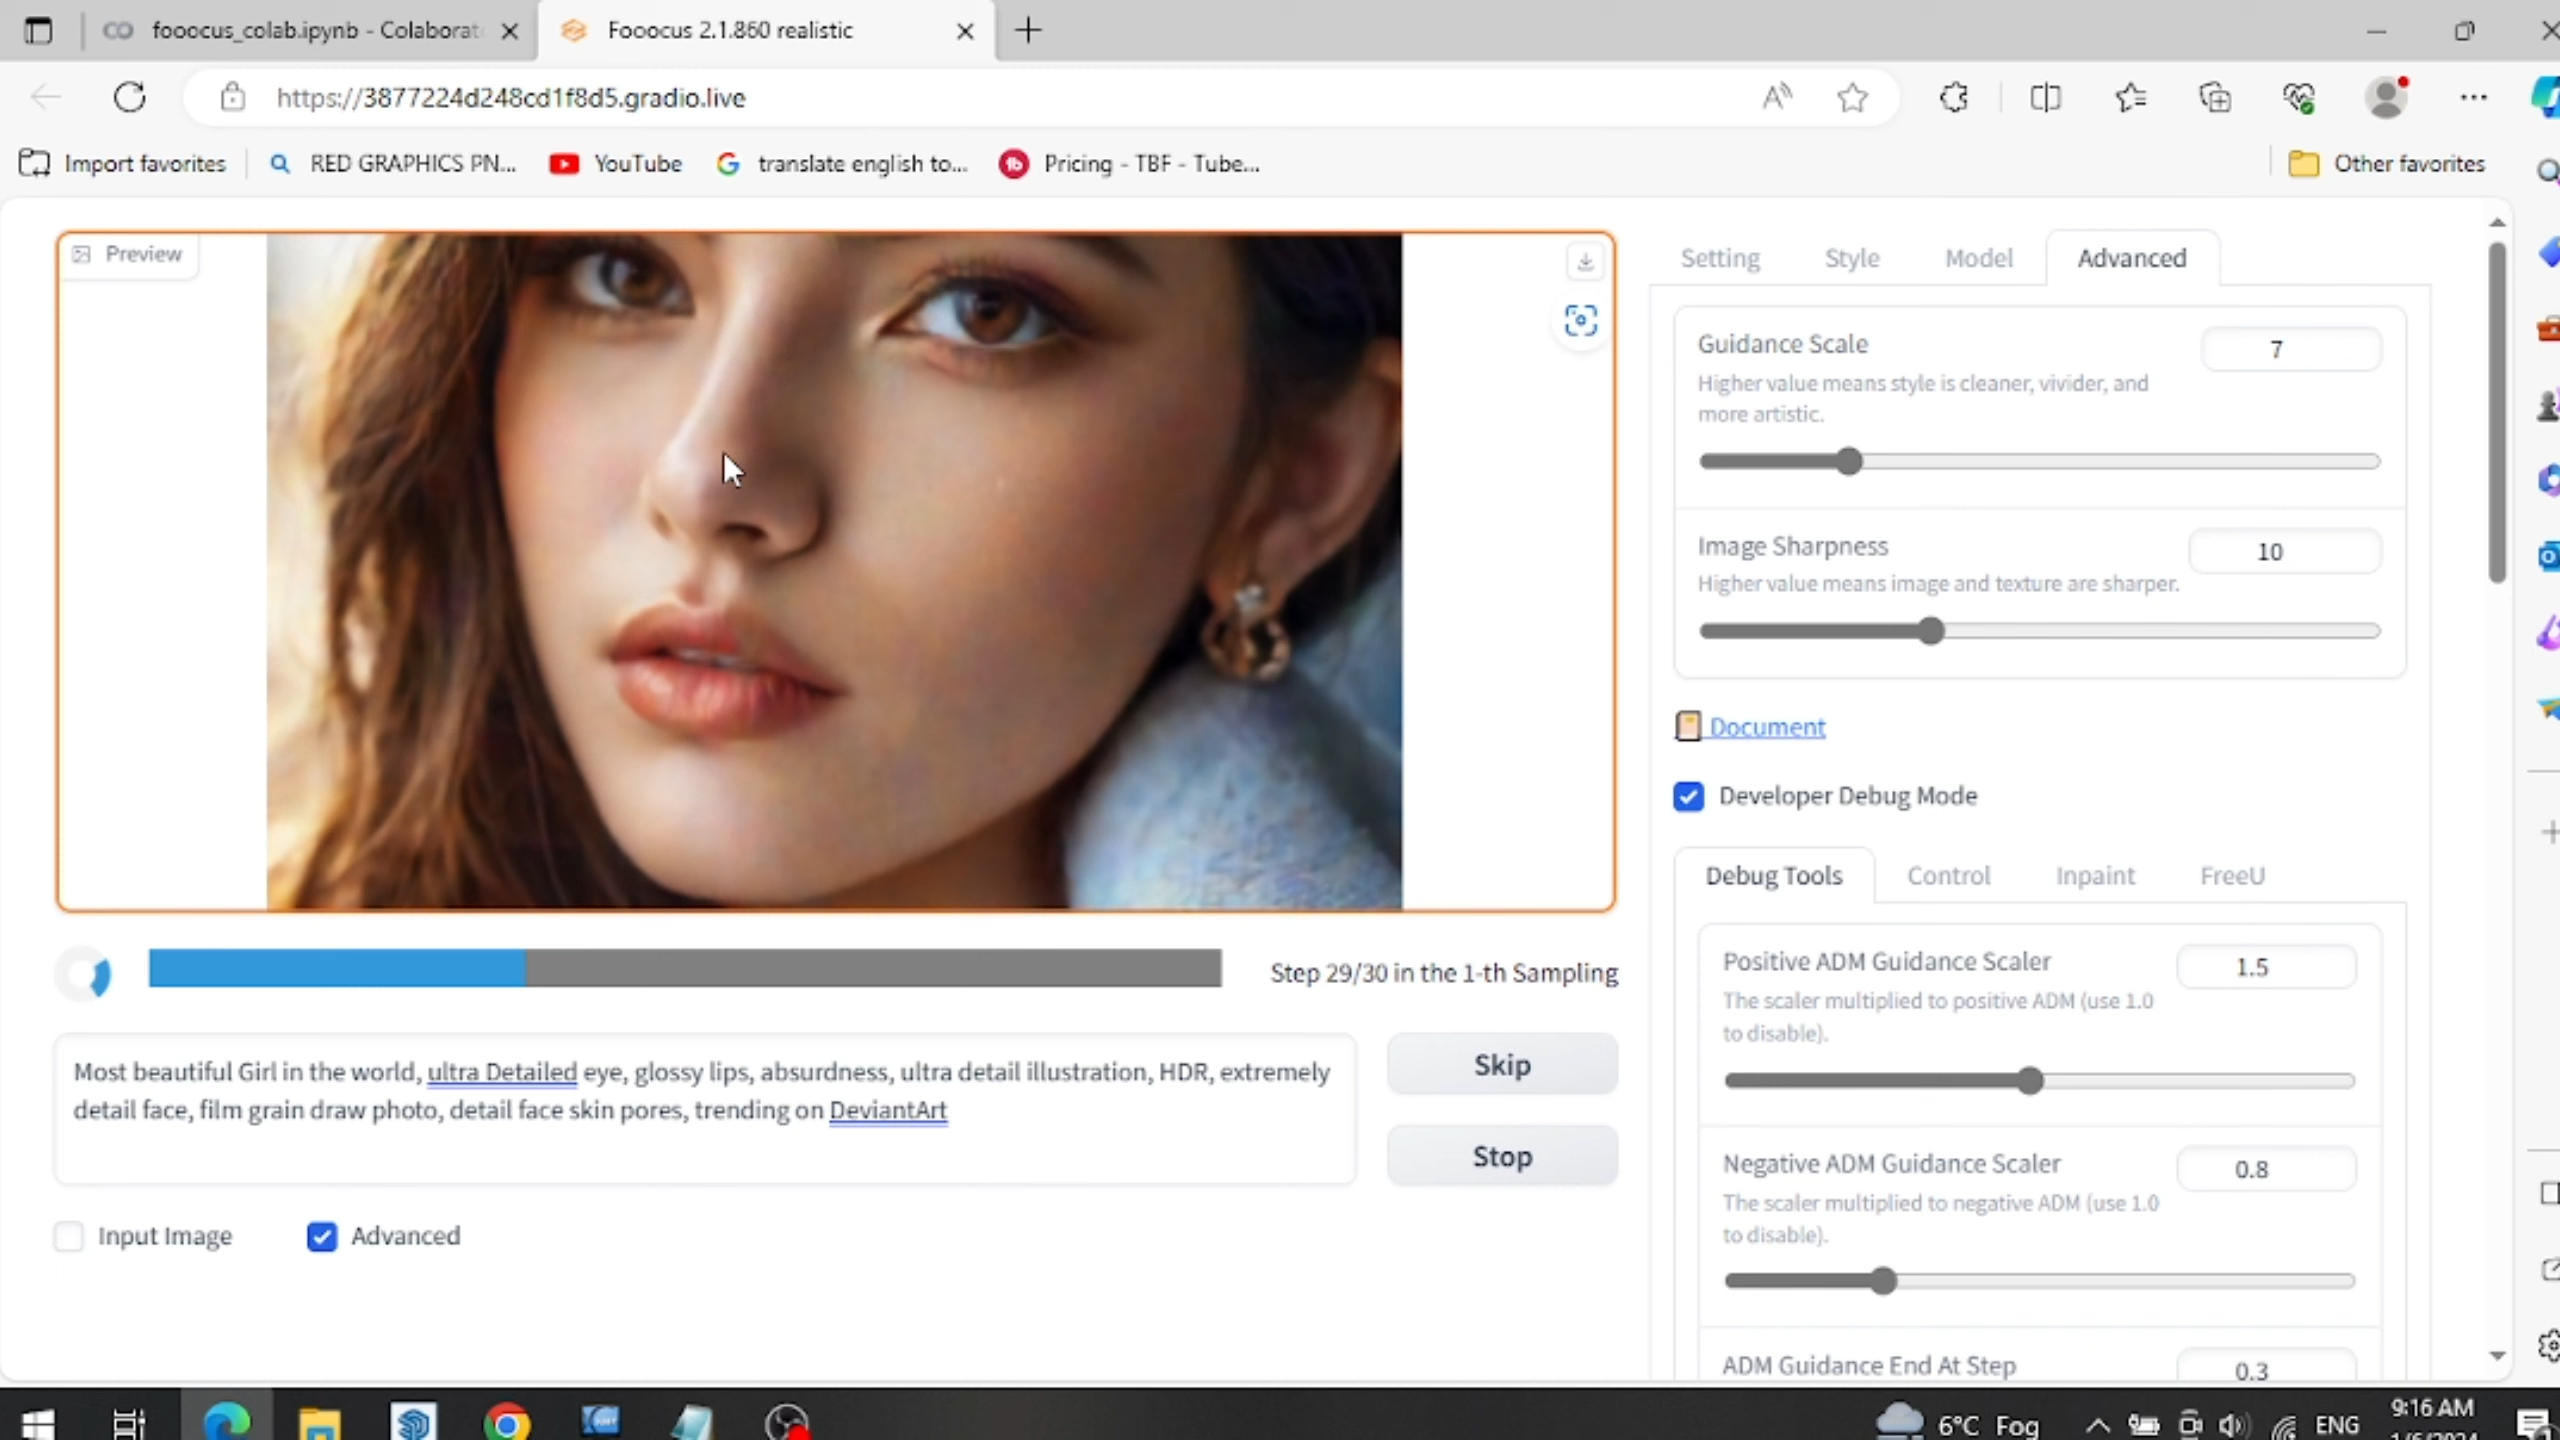 fooocus_colab.ipynb - Colaborat
Fooocus 2.1.860 realistic
https://3877224d248cd1f8d5.gradio.live
Import favorites
RED GRAPHICS PN...
YouTube
translate english to...
Pricing - TBF - Tube...
Other favorites
Preview
Setting
Style
Model
Advanced
Guidance Scale
7
Higher value means style is cleaner, vivider, and
more artistic.
Image Sharpness
10
Higher value means image and texture are sharper.
Document
Developer Debug Mode
Debug Tools
Control
Inpaint
FreeU
Positive ADM Guidance Scaler
1.5
The scaler multiplied to positive ADM (use 1.0
to disable).
Negative ADM Guidance Scaler
0.8
The scaler multiplied to negative ADM (use 1.0
to disable).
ADM Guidance End At Step
0.3
Step 29/30 in the 1-th Sampling
Most beautiful Girl in the world, ultra Detailed eye, glossy lips, absurdness, ultra detail illustration, HDR, extremely
detail face, film grain draw photo, detail face skin pores, trending on DeviantArt
Skip
Stop
Input Image
Advanced
6°C Fog
ENG
9:16 AM